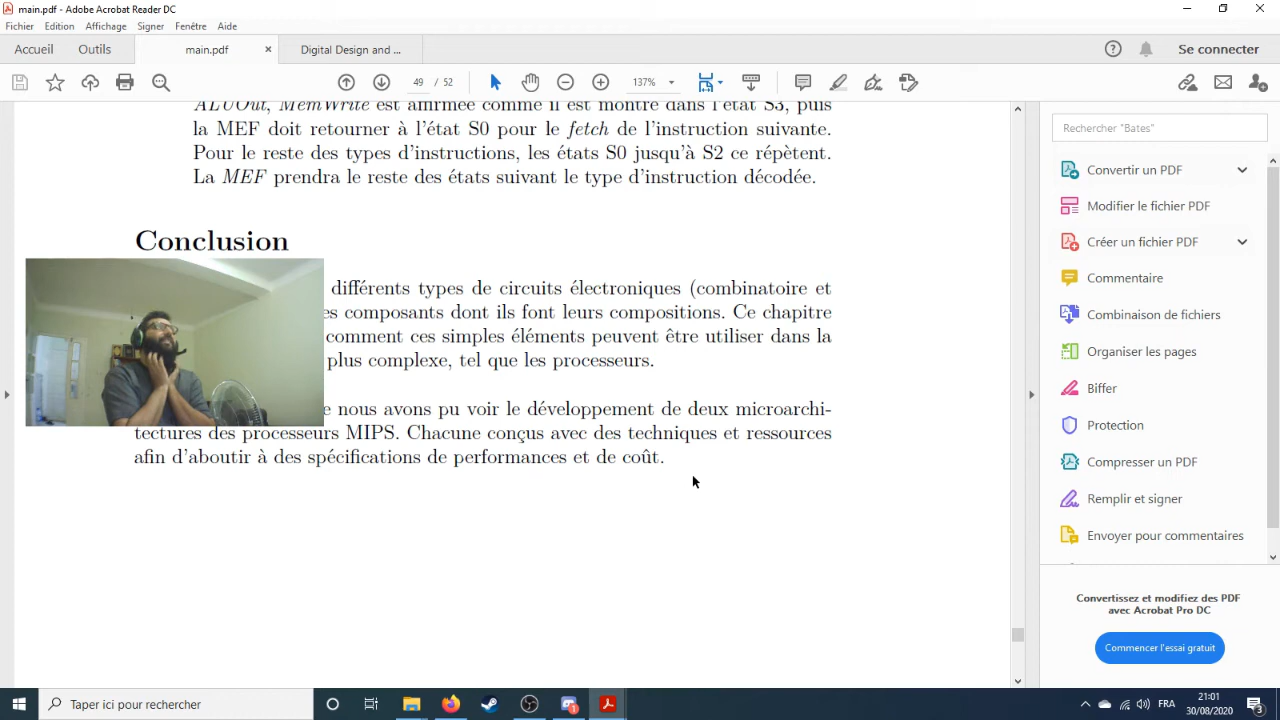 main.pdf - Adobe Acrobat Reader DC
Fichier Edition Affichage Signer Fenêtre Aide
Accueil Outils main.pdf × Digital Design and ... Se connecter
49 / 52 137%
ALUOut, MemWrite est affirmée comme il est montré dans l'état S3, puis
la MEF doit retourner à l'état S0 pour le fetch de l'instruction suivante.
Pour le reste des types d'instructions, les états S0 jusqu'à S2 ce répètent.
La MEF prendra le reste des états suivant le type d'instruction décodée.
Conclusion
différents types de circuits électroniques (combinatoire et
es composants dont ils font leurs compositions. Ce chapitre
comment ces simples éléments peuvent être utiliser dans la
plus complexe, tel que les processeurs.
e nous avons pu voir le développement de deux microarchi-
tectures des processeurs MIPS. Chacune conçus avec des techniques et ressources
afin d'aboutir à des spécifications de performances et de coût.
Rechercher "Bates"
Convertir un PDF
Modifier le fichier PDF
Créer un fichier PDF
Commentaire
Combinaison de fichiers
Organiser les pages
Biffer
Protection
Compresser un PDF
Remplir et signer
Envoyer pour commentaires
Convertissez et modifiez des PDF
avec Acrobat Pro DC
Commencer l'essai gratuit
Taper ici pour rechercher
FRA
21:01
30/08/2020
3